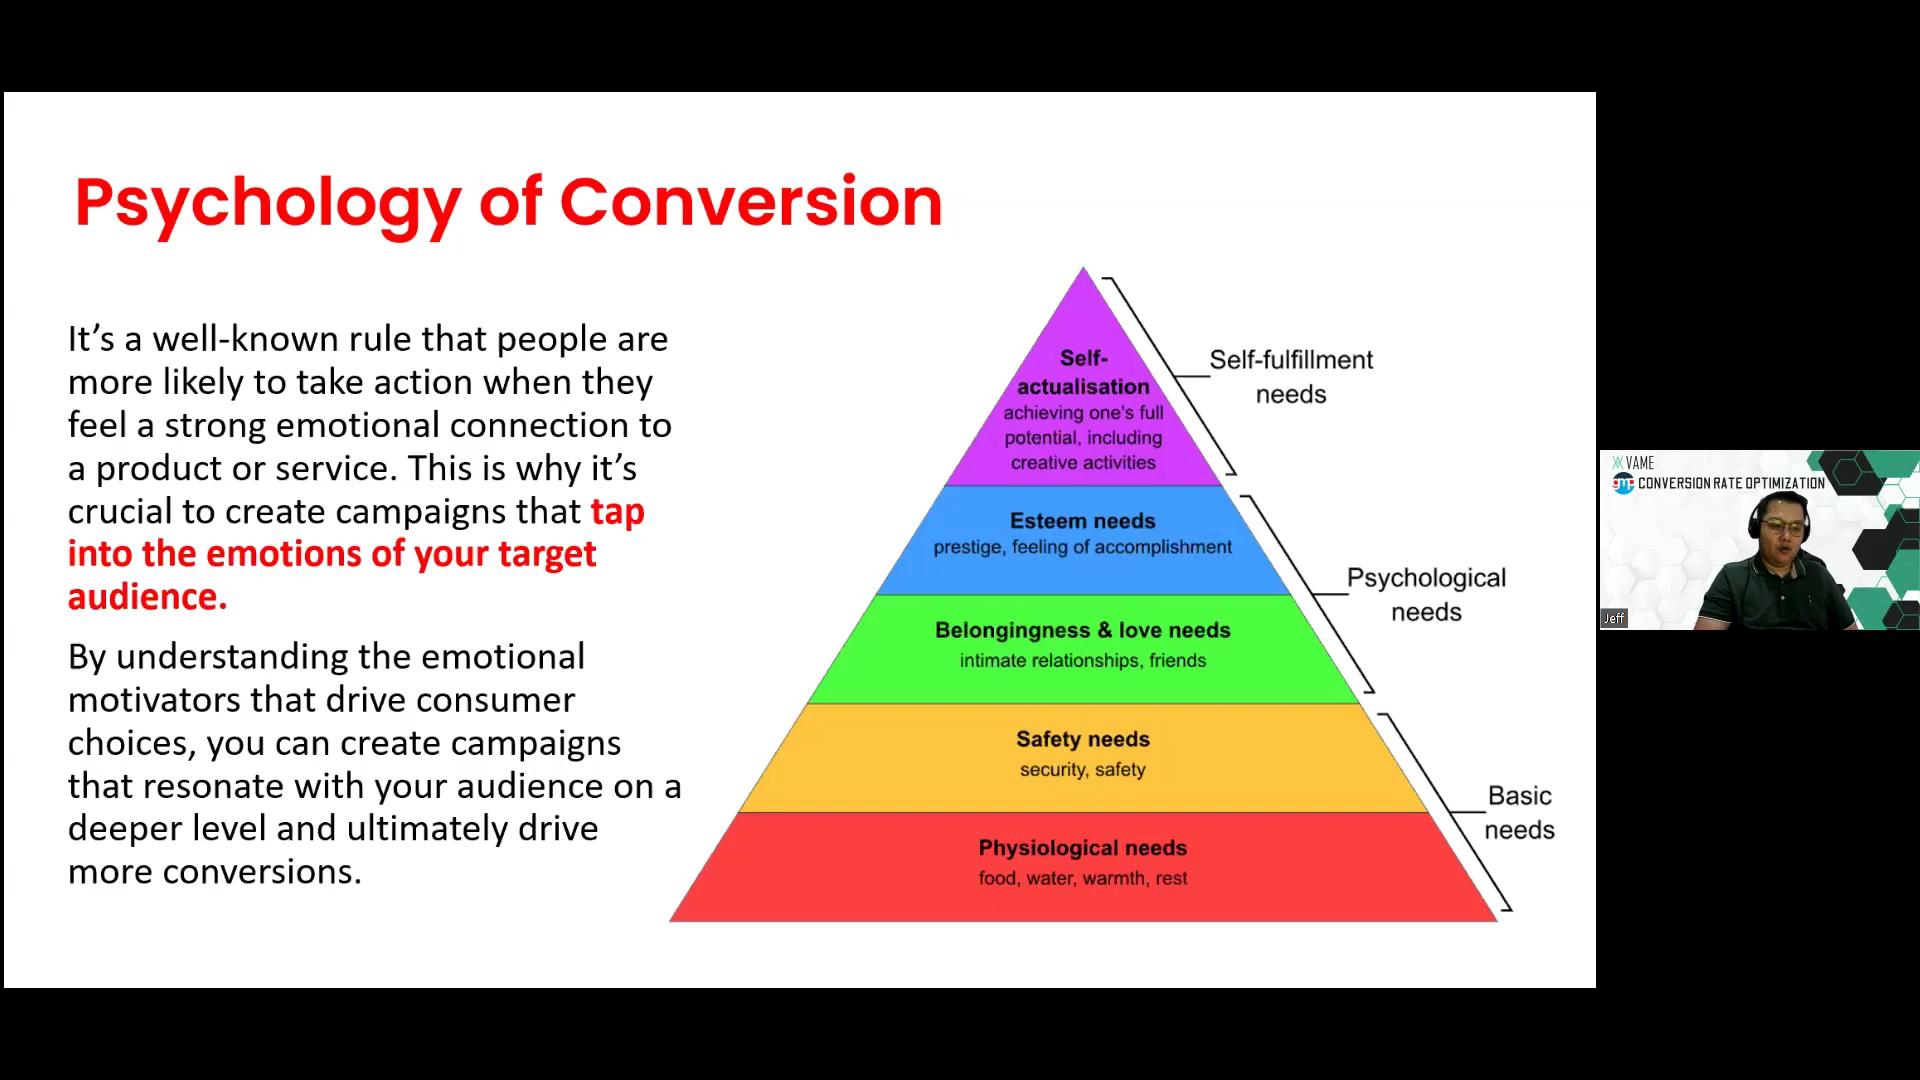 Psychology of Conversion
It’s a well-known rule that people are
more likely to take action when they
feel a strong emotional connection to
a product or service. This is why it’s
crucial to create campaigns that tap
into the emotions of your target
audience.
By understanding the emotional
motivators that drive consumer
choices, you can create campaigns
that resonate with your audience on a
deeper level and ultimately drive
more conversions.
Self-
actualisation
achieving one's full
potential, including
creative activities
Self-fulfillment
needs
Esteem needs
prestige, feeling of accomplishment
Belongingness & love needs
intimate relationships, friends
Psychological
needs
Safety needs
security, safety
Physiological needs
food, water, warmth, rest
Basic
needs
VAME
gmp CONVERSION RATE OPTIMIZATION
Jeff